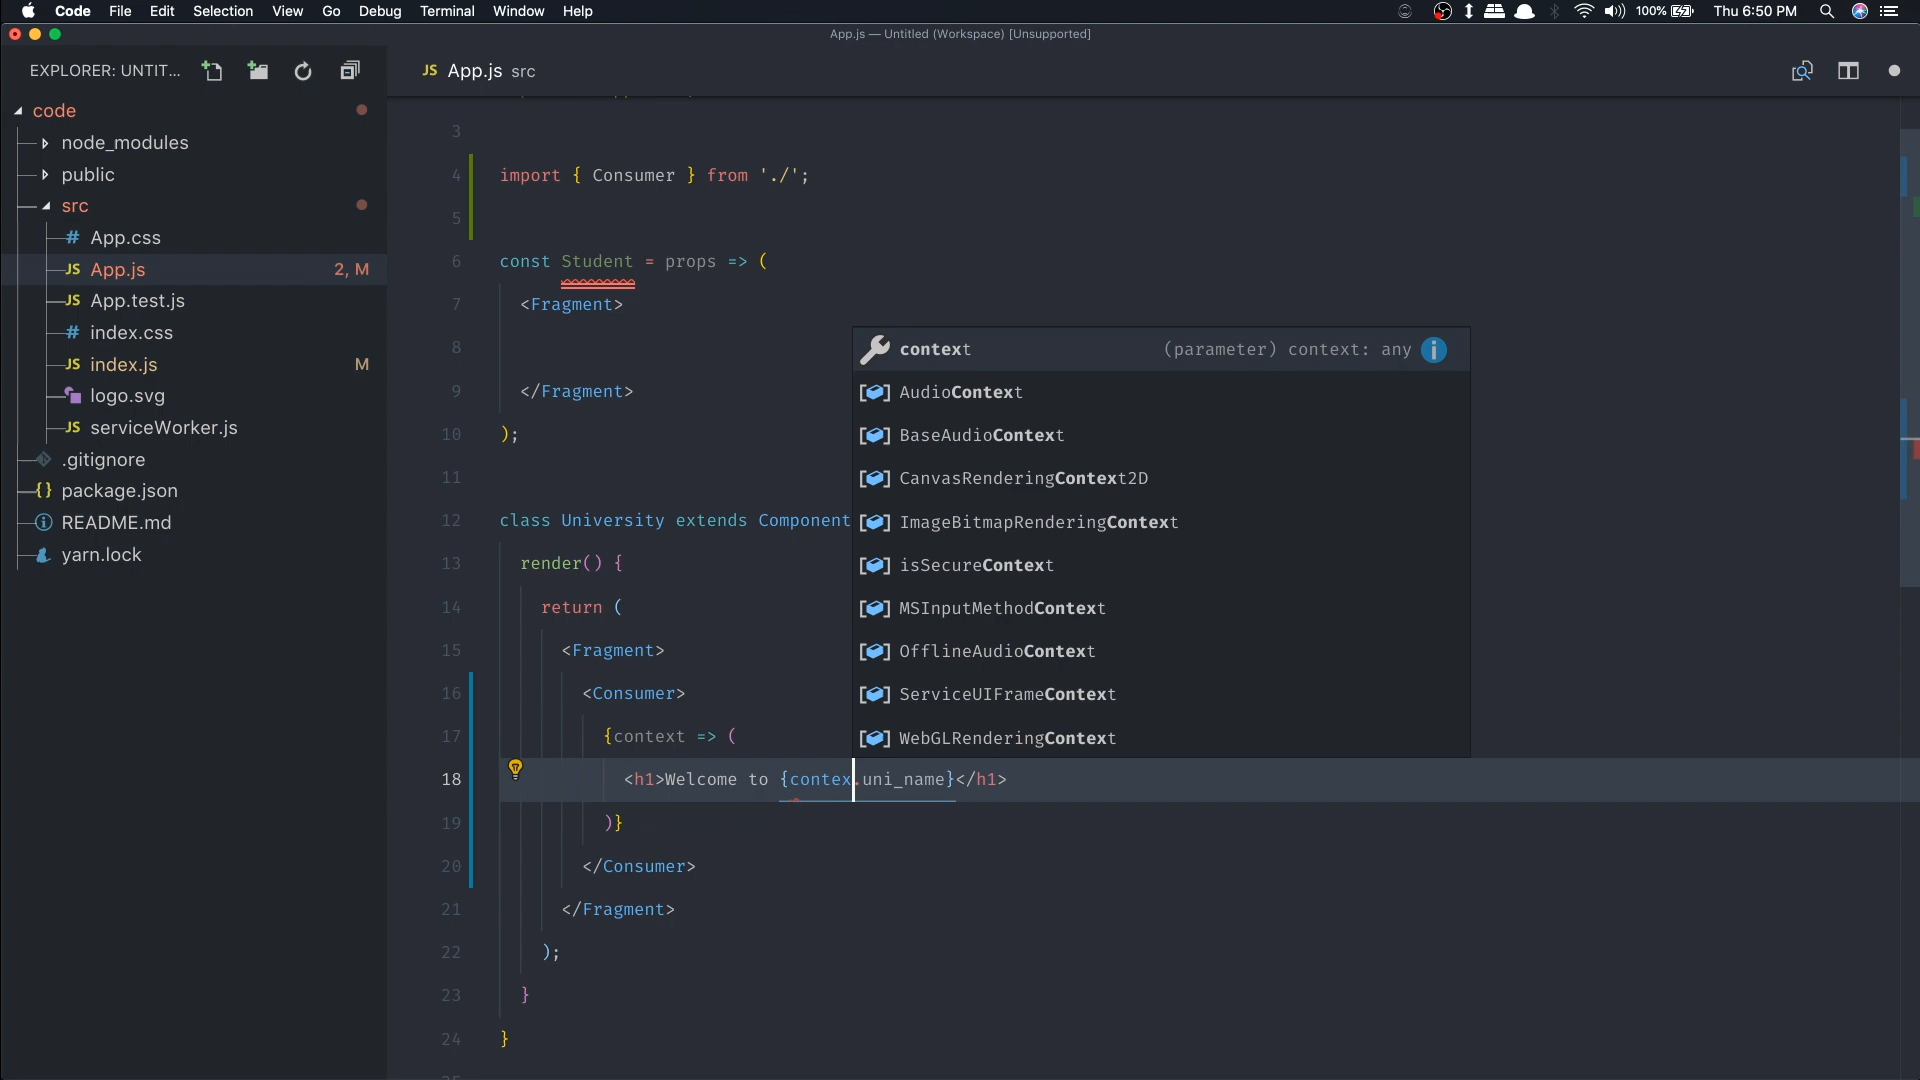 Code File Edit Selection View Go Debug Terminal Window Help 100% Thu 6:50 PM
App.js — Untitled (Workspace) [Unsupported]
EXPLORER: UNTIT...
JS App.js src
code
node_modules
public
src
# App.css
JS App.js 2, M
JS App.test.js
# index.css
JS index.js M
logo.svg
JS serviceWorker.js
.gitignore
{} package.json
README.md
yarn.lock
3
4 import { Consumer } from './';
5
6 const Student = props => (
7 <Fragment>
8
9 </Fragment>
10 );
11
12 class University extends Component
13 render() {
14 return (
15 <Fragment>
16 <Consumer>
17 {context => (
18 <h1>Welcome to {contex.uni_name}</h1>
19 )}
20 </Consumer>
21 </Fragment>
22 );
23 }
24 }
context (parameter) context: any
AudioContext
BaseAudioContext
CanvasRenderingContext2D
ImageBitmapRenderingContext
isSecureContext
MSInputMethodContext
OfflineAudioContext
ServiceUIFrameContext
WebGLRenderingContext